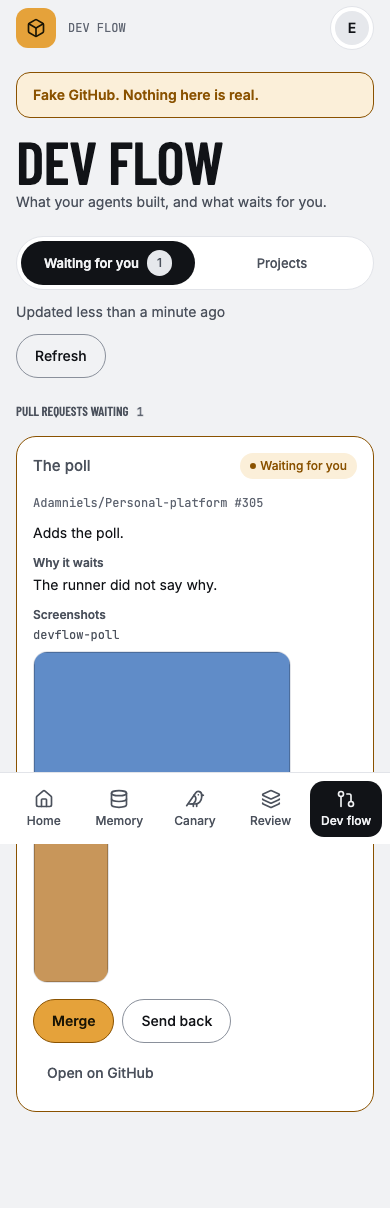 DEV FLOW
E
Fake GitHub. Nothing here is real.
DEV FLOW
What your agents built, and what waits for you.
Waiting for you 1
Projects
Updated less than a minute ago
Refresh
PULL REQUESTS WAITING 1
The poll
Waiting for you
Adamniels/Personal-platform #305
Adds the poll.
Why it waits
The runner did not say why.
Screenshots
devflow-poll
Home
Memory
Canary
Review
Dev flow
Merge
Send back
Open on GitHub